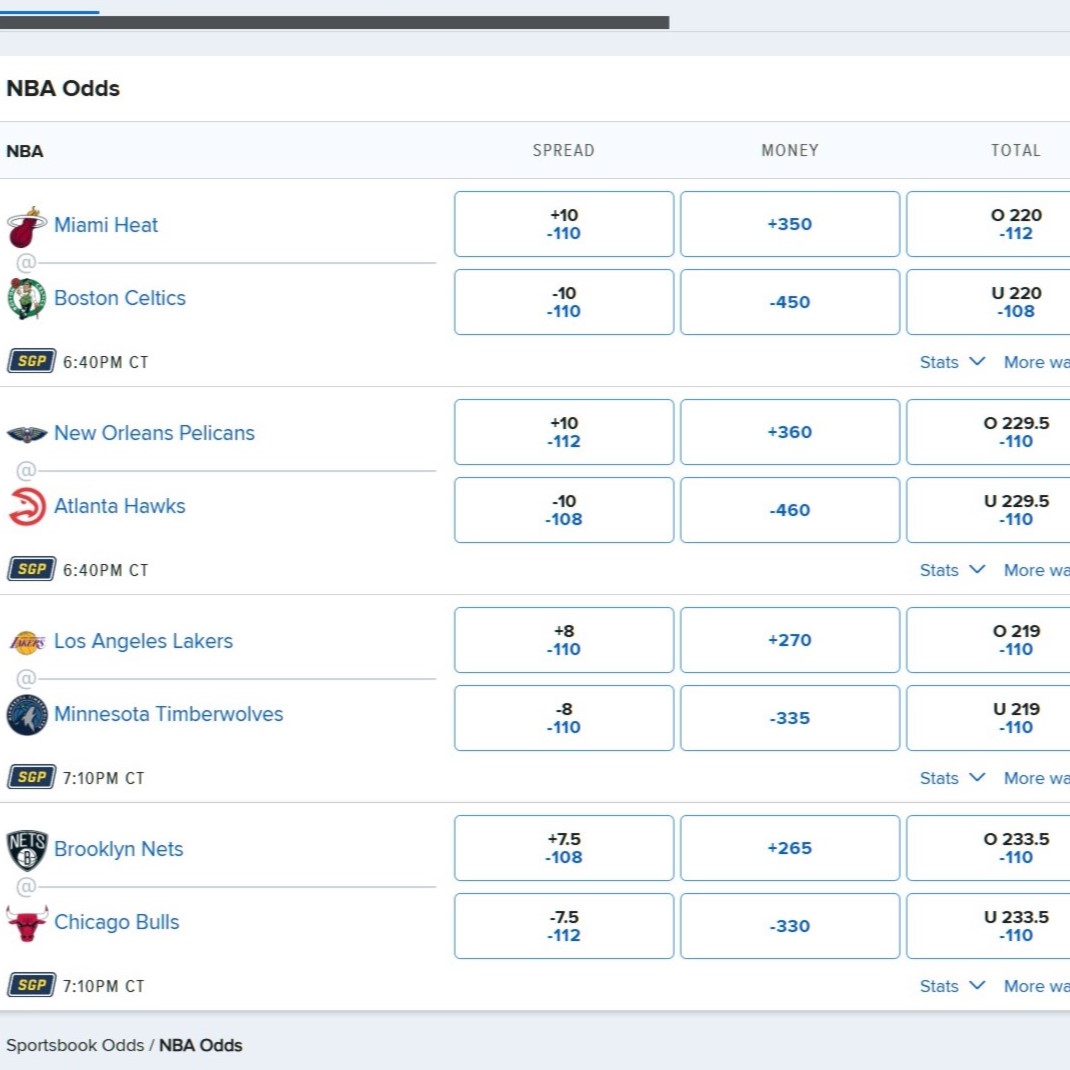 NBA Odds
NBA SPREAD MONEY TOTAL
Miami Heat
+10
-110
+350
O 220
-112
@
Boston Celtics
-10
-110
-450
U 220
-108
SGP 6:40PM CT Stats More wa
New Orleans Pelicans
+10
-112
+360
O 229.5
-110
@
Atlanta Hawks
-10
-108
-460
U 229.5
-110
SGP 6:40PM CT Stats More wa
LAKERS Los Angeles Lakers
+8
-110
+270
O 219
-110
@
Minnesota Timberwolves
-8
-110
-335
U 219
-110
SGP 7:10PM CT Stats More wa
NETS B Brooklyn Nets
+7.5
-108
+265
O 233.5
-110
@
Chicago Bulls
-7.5
-112
-330
U 233.5
-110
SGP 7:10PM CT Stats More wa
Sportsbook Odds / NBA Odds